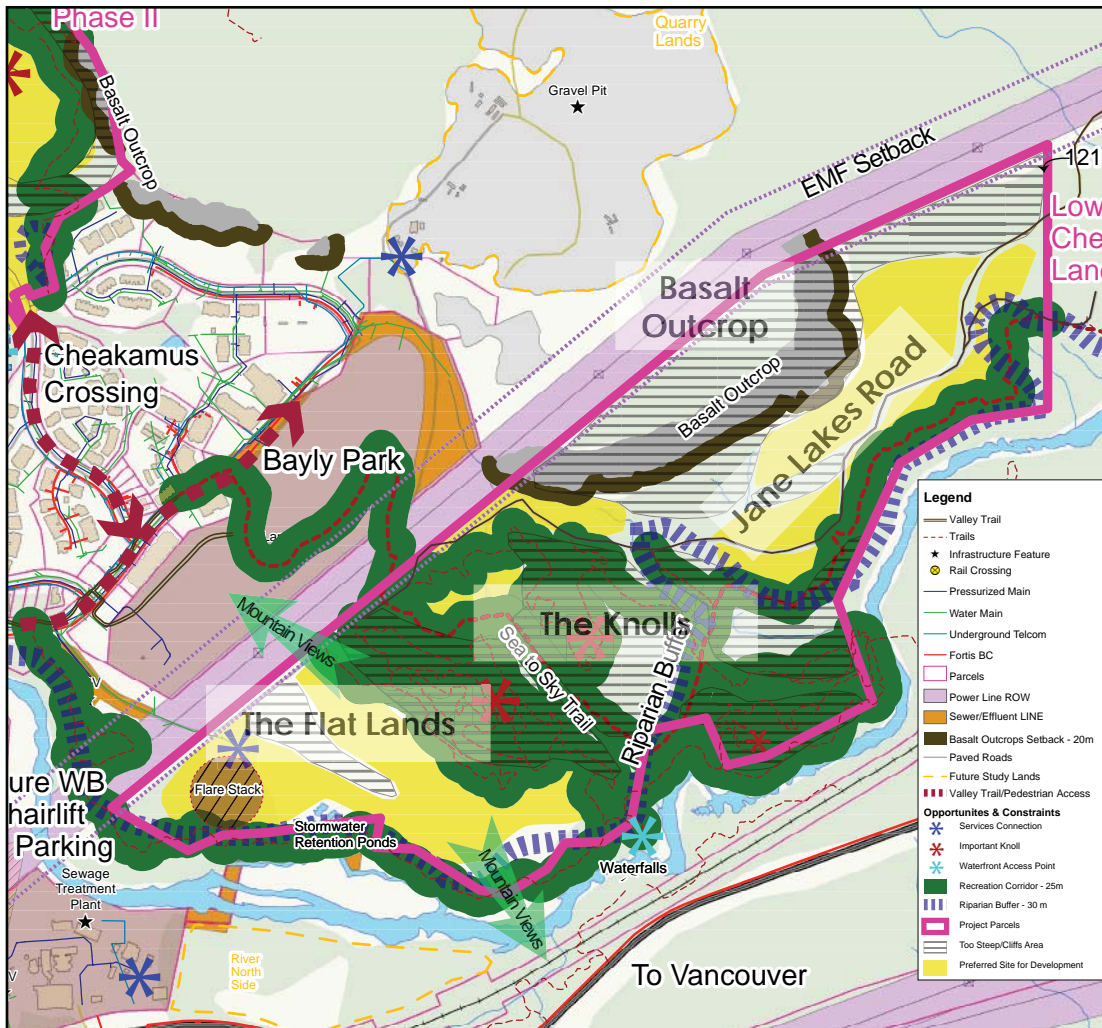 Phase II
Quarry
Lands
Gravel Pit
Basalt Outcrop
EMF Setback
121
Low
Che
Lan
Basalt
Outcrop
Basalt Outcrop
Cheakamus
Crossing
Bayly Park
Jane Lakes Road
Mountain Views
The Knolls
Sea to Sky Trail
Riparian Buffer
The Flat Lands
Flare Stack
ure WB
hairlift
Parking
Stormwater
Retention Ponds
Mountain Views
Waterfalls
Sewage
Treatment
Plant
River
North
Side
To Vancouver
Legend
Valley Trail
Trails
Infrastructure Feature
Rail Crossing
Pressurized Main
Water Main
Underground Telcom
Fortis BC
Parcels
Power Line ROW
Sewer/Effluent LINE
Basalt Outcrops Setback - 20m
Paved Roads
Future Study Lands
Valley Trail/Pedestrian Access
Opportunites & Constraints
Services Connection
Important Knoll
Waterfront Access Point
Recreation Corridor - 25m
Riparian Buffer - 30 m
Project Parcels
Too Steep/Cliffs Area
Preferred Site for Development